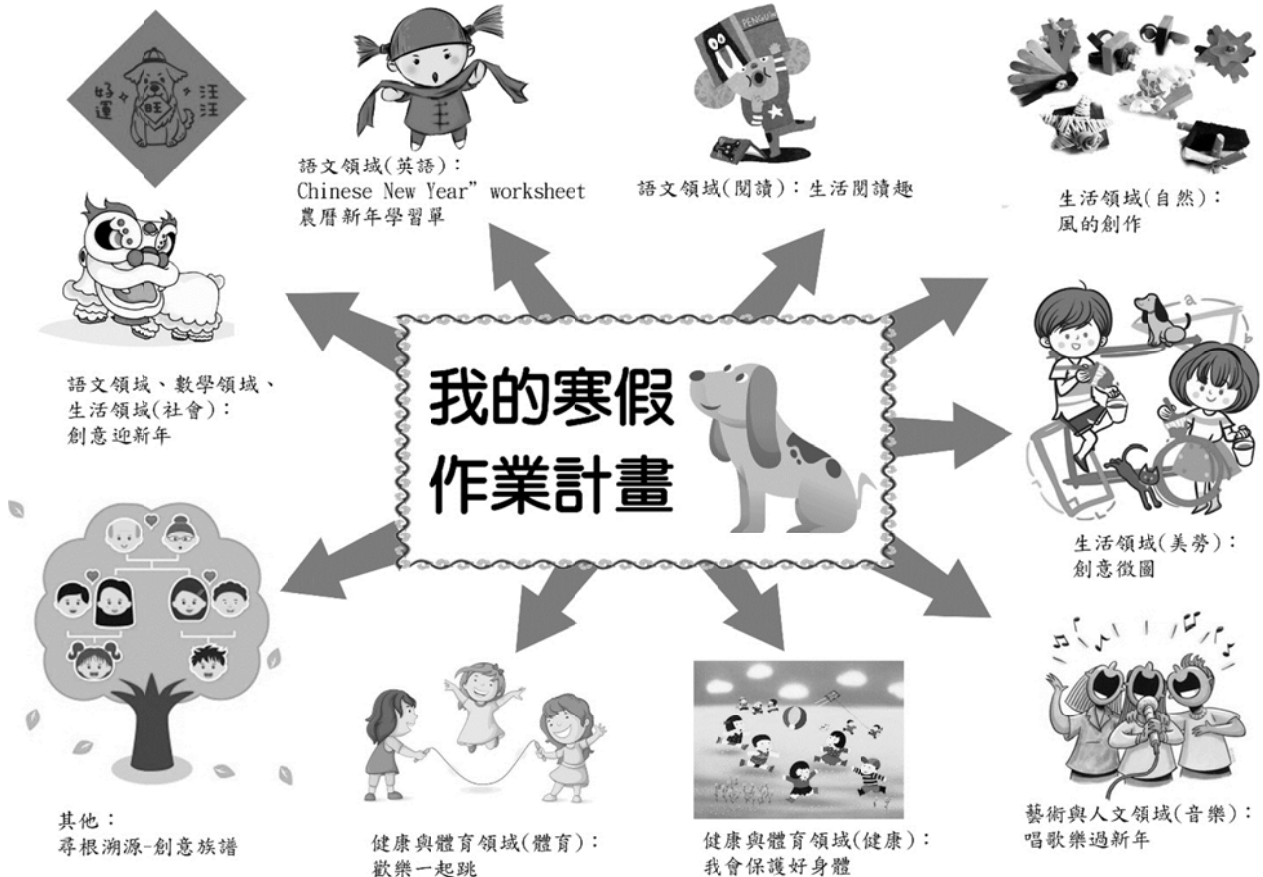 好運
旺
汪汪
語文領域(英語)：
Chinese New Year” worksheet
農曆新年學習單
PENGUIN
語文領域(閱讀)：生活閱讀趣
生活領域(自然)：
風的創作
語文領域、數學領域、
生活領域(社會)：
創意迎新年
我的寒假
作業計畫
生活領域(美勞)：
創意徵圖
其他：
尋根溯源-創意族譜
健康與體育領域(體育)：
歡樂一起跳
健康與體育領域(健康)：
我會保護好身體
藝術與人文領域(音樂)：
唱歌樂過新年